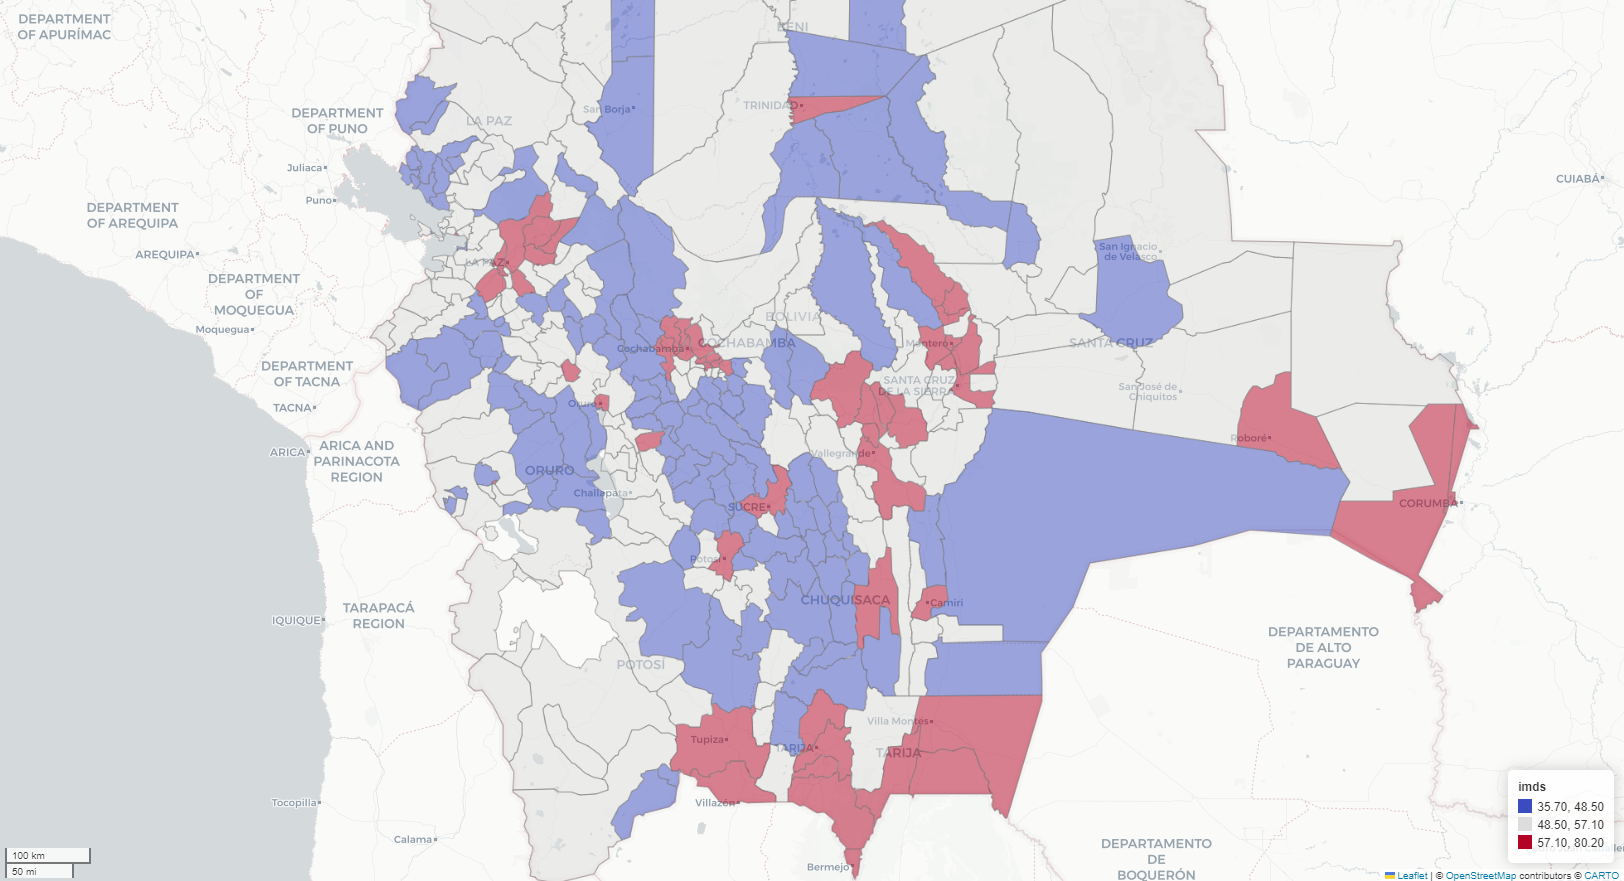 DEPARTMENT
OF APURÍMAC
BENI
DEPARTMENT
OF PUNO
LA PAZ
San Borja
TRINIDAD
Juliaca
Puno
CUIABÁ
DEPARTMENT
OF AREQUIPA
AREQUIPA
LA PAZ
San Ignacio
de Velasco
DEPARTMENT
OF
MOQUEGUA
Moquegua
BOLIVIA
Cochabamba
COCHABAMBA
Montero
SANTA CRUZ
DEPARTMENT
OF TACNA
TACNA
SANTA CRUZ
DE LA SIERRA
San José de
Chiquitos
Oruro
Roboré
ARICA
ARICA AND
PARINACOTA
REGION
Vallegrande
ORURO
Challapata
SUCRE
CORUMBÁ
Potosí
CHUQUISACA
Camiri
TARAPACÁ
REGION
IQUIQUE
DEPARTAMENTO
DE ALTO
PARAGUAY
POTOSÍ
Villa Montes
Tupiza
TARIJA
TARIJA
Tocopilla
Villazón
Calama
Bermejo
DEPARTAMENTO
DE
BOQUERÓN
imds
35.70, 48.50
48.50, 57.10
57.10, 80.20
100 km
50 mi
Leaflet | © OpenStreetMap contributors © CARTO